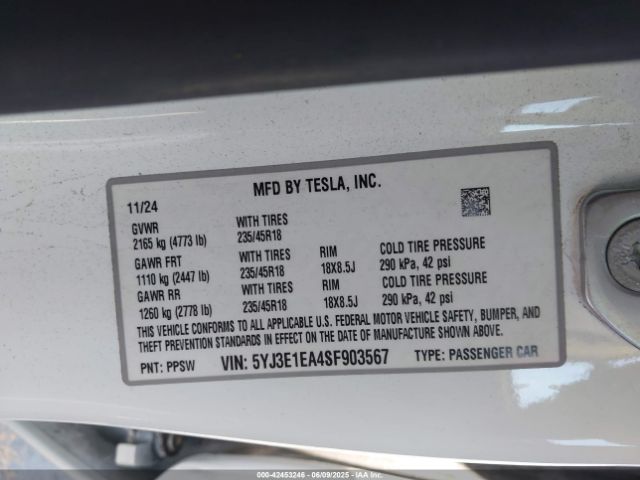 MFD BY TESLA, INC.
11/24
GVWR WITH TIRES
2165 kg (4773 lb) 235/45R18
GAWR FRT WITH TIRES RIM COLD TIRE PRESSURE
1110 kg (2447 lb) 235/45R18 18X8.5J 290 kPa, 42 psi
GAWR RR WITH TIRES RIM COLD TIRE PRESSURE
1260 kg (2778 lb) 235/45R18 18X8.5J 290 kPa, 42 psi
THIS VEHICLE CONFORMS TO ALL APPLICABLE U.S. FEDERAL MOTOR VEHICLE SAFETY, BUMPER, AND
THEFT PREVENTION STANDARDS IN EFFECT ON THE DATE OF MANUFACTURE SHOWN ABOVE.
PNT: PPSW VIN: 5YJ3E1EA4SF903567 TYPE: PASSENGER CAR
000-42453246 - 06/09/2025 - IAAI.COM